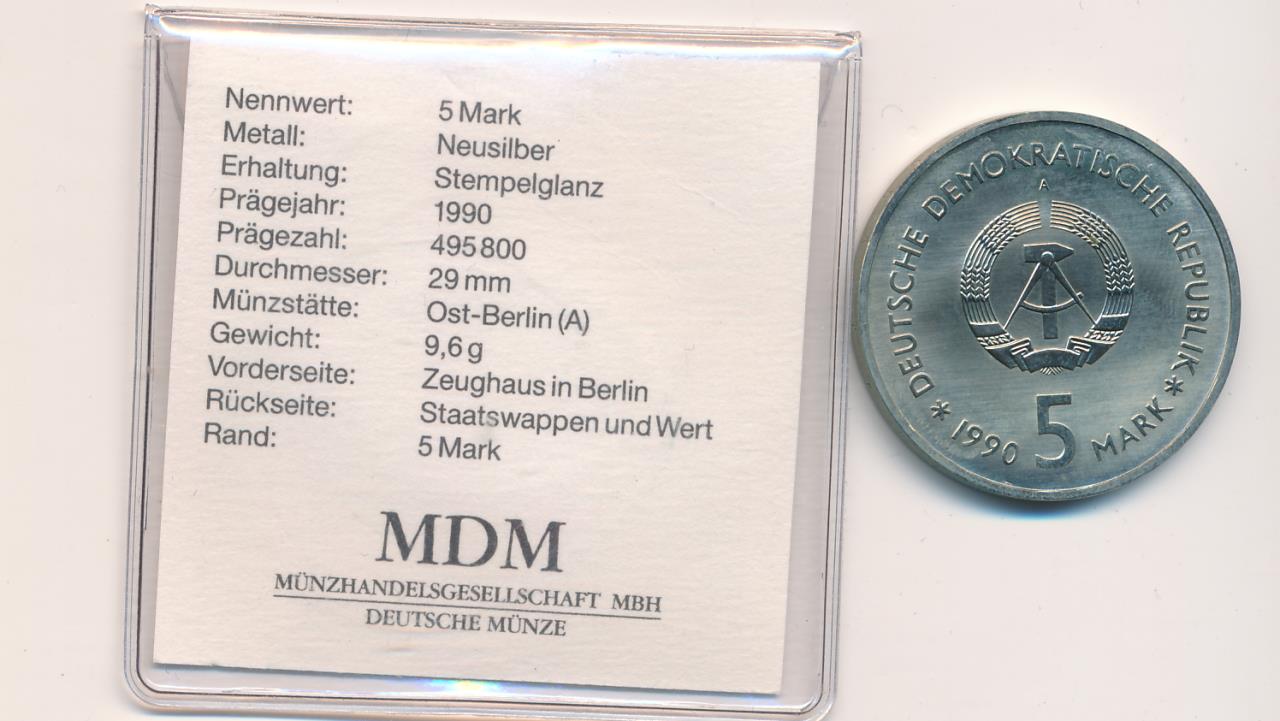 Nennwert: 5 Mark
Metall: Neusilber
Erhaltung: Stempelglanz
Prägejahr: 1990
Prägezahl: 495 800
Durchmesser: 29 mm
Münzstätte: Ost-Berlin (A)
Gewicht: 9,6 g
Vorderseite: Zeughaus in Berlin
Rückseite: Staatswappen und Wert
Rand: 5 Mark
MDM
MÜNZHANDELSGESELLSCHAFT MBH
DEUTSCHE MÜNZE
DEUTSCHE DEMOKRATISCHE REPUBLIK
A
* 1990 5 MARK *